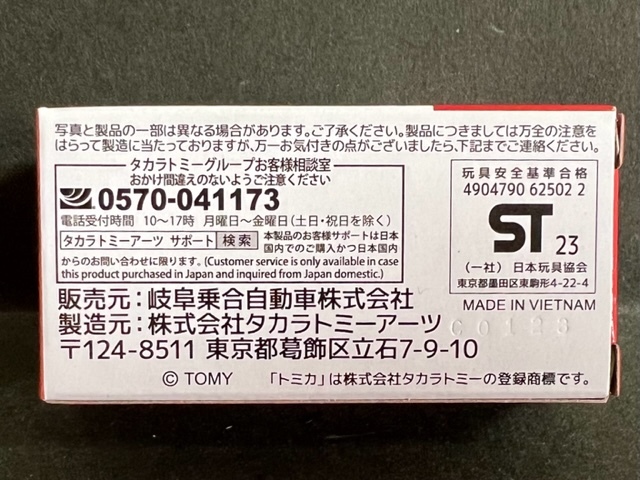 写真と製品の一部は異なる場合があります。ご了承ください。製品につきましては万全の注意を
はらって製造に当たっておりますが、万一お気付きの点がございましたら、下記までご連絡ください。
タカラトミーグループお客様相談室
おかけ間違えのないようご注意ください
0570-041173
電話受付時間 10〜17時 月曜日〜金曜日(土日・祝日を除く)
タカラトミーアーツ サポート 検索 本製品のお客様サポートは日本
国内でのご購入かつ日本国内
からのお問い合わせに限ります。(Customer service is only available in case
this product purchased in Japan and inquired from Japan domestic.)
玩具安全基準合格
4904790 62502 2
ST 23
(一社) 日本玩具協会
東京都墨田区東駒形4-22-4
MADE IN VIETNAM
販売元:岐阜乗合自動車株式会社
製造元:株式会社タカラトミーアーツ
〒124-8511 東京都葛飾区立石7-9-10
© TOMY 「トミカ」は株式会社タカラトミーの登録商標です。